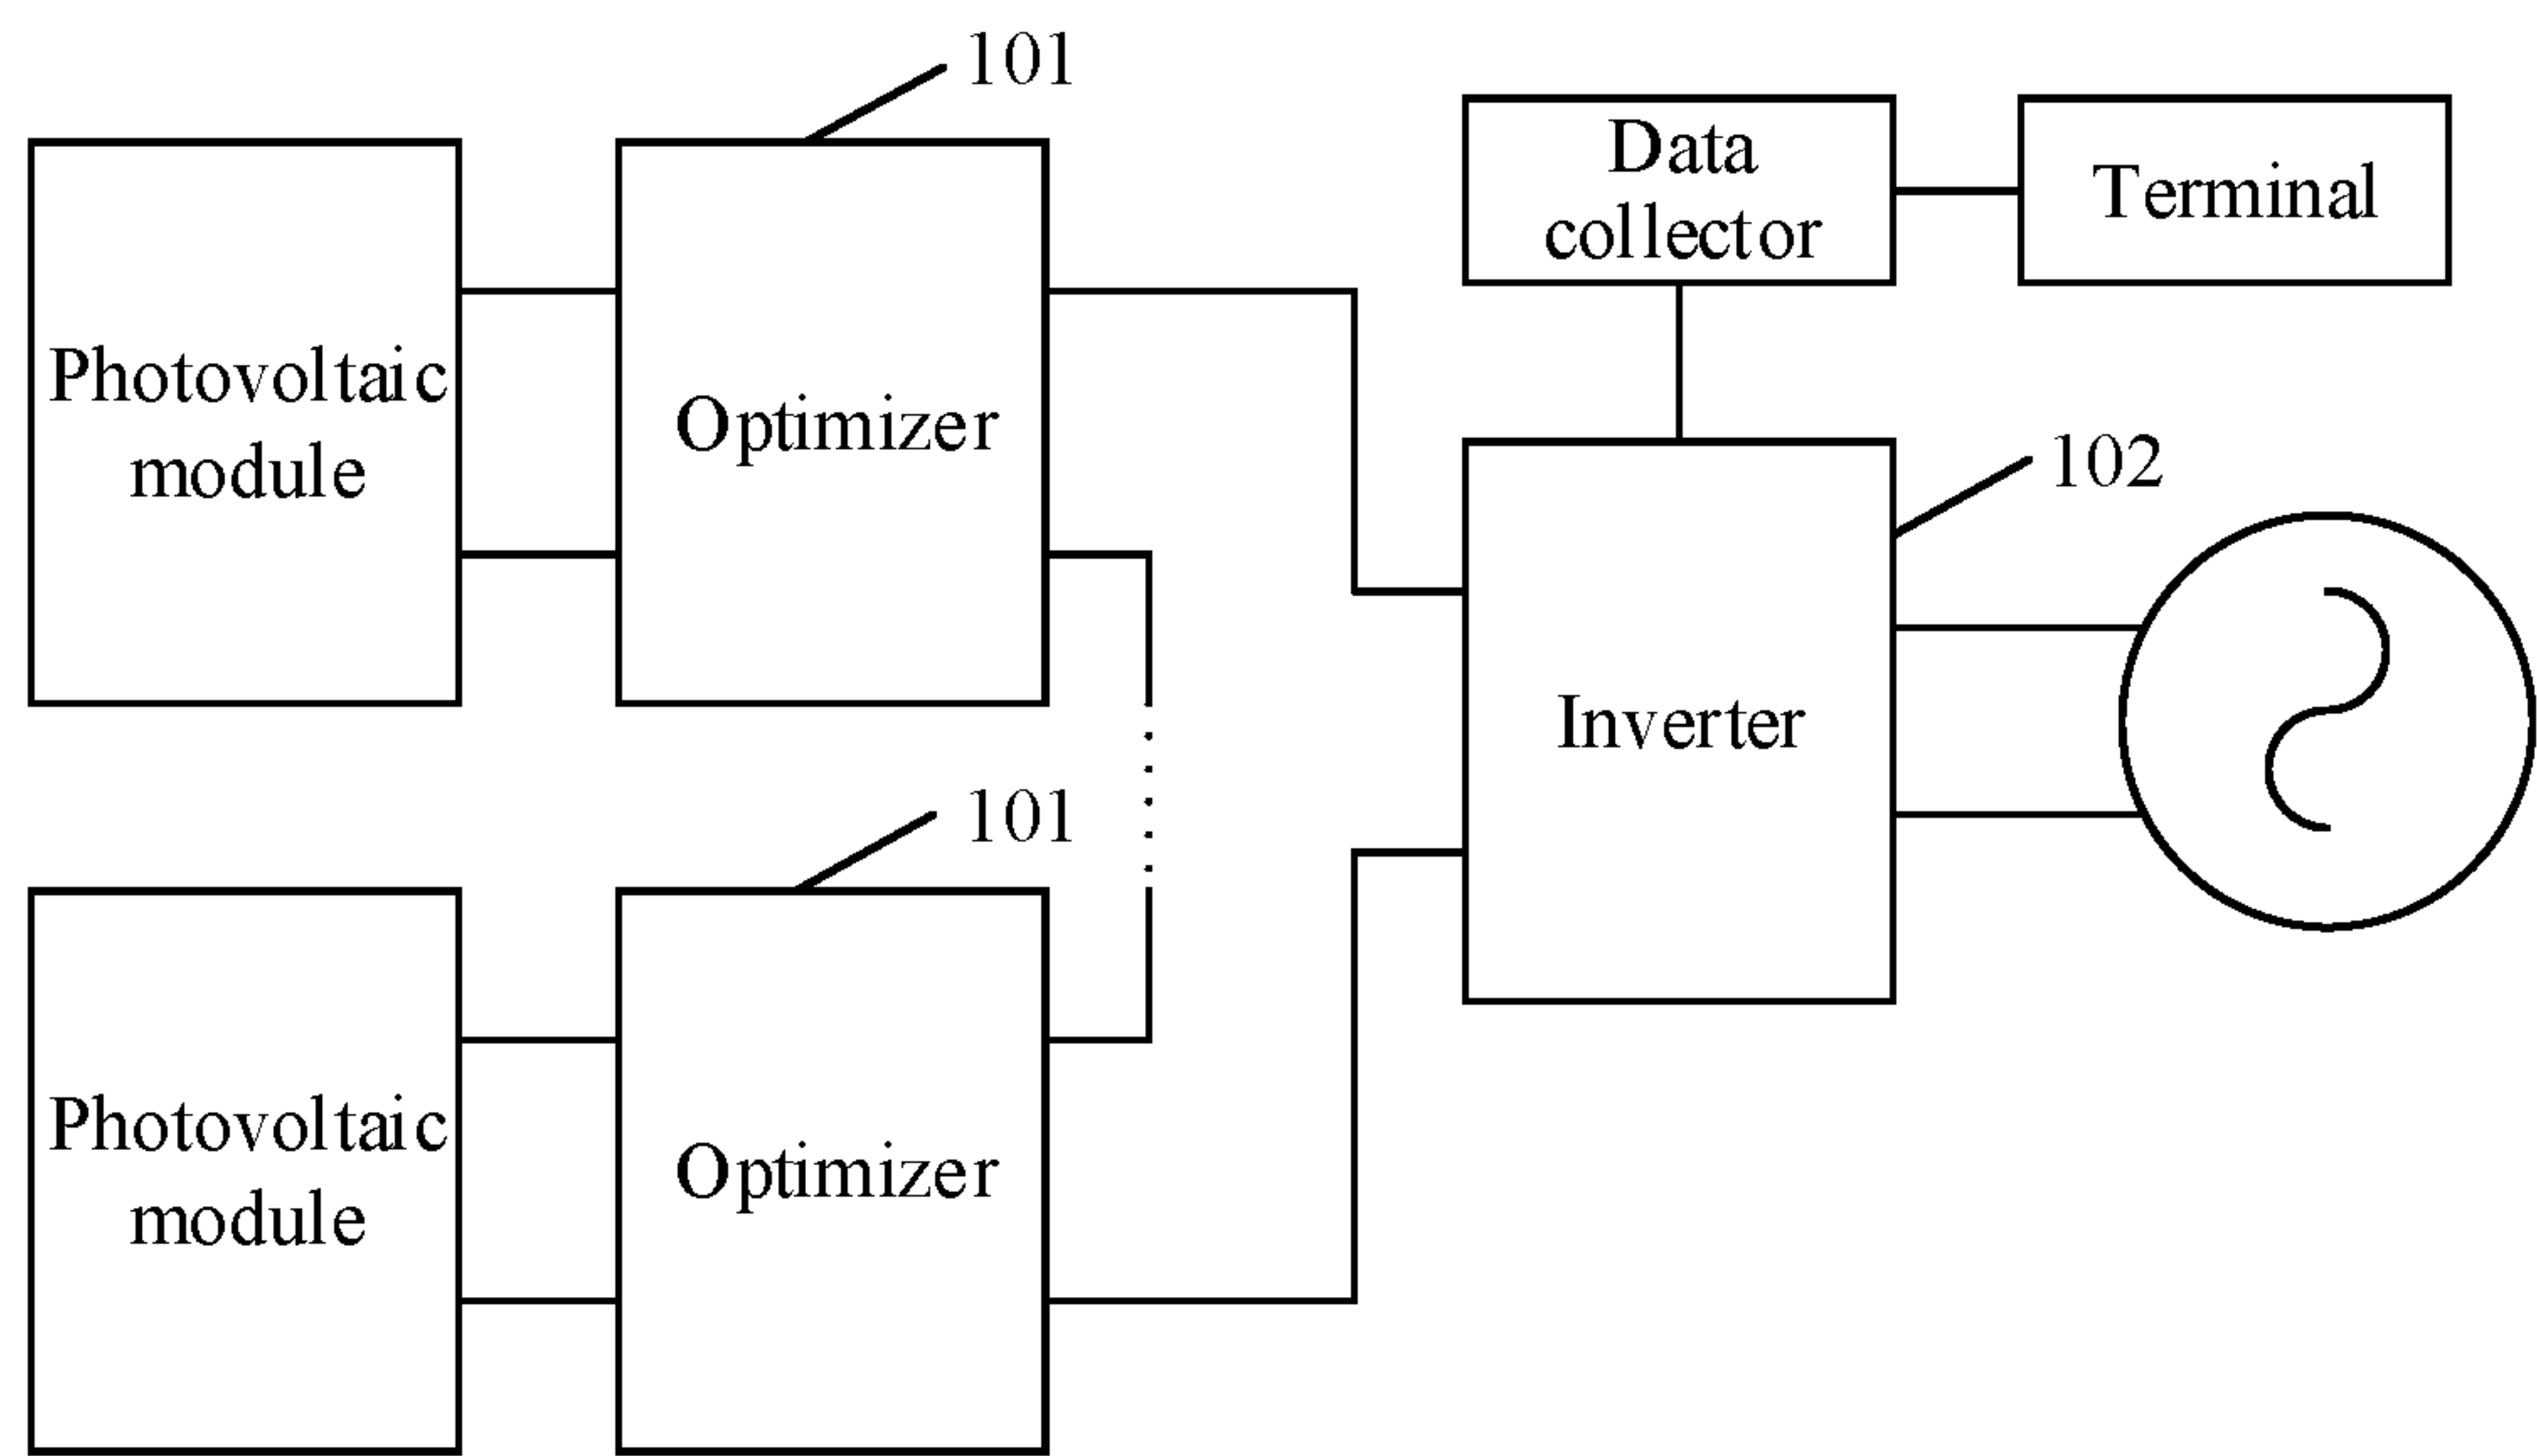 101
Data
collector
Terminal
Photovoltaic
module
Optimizer
102
Inverter
101
Photovoltaic
module
Optimizer